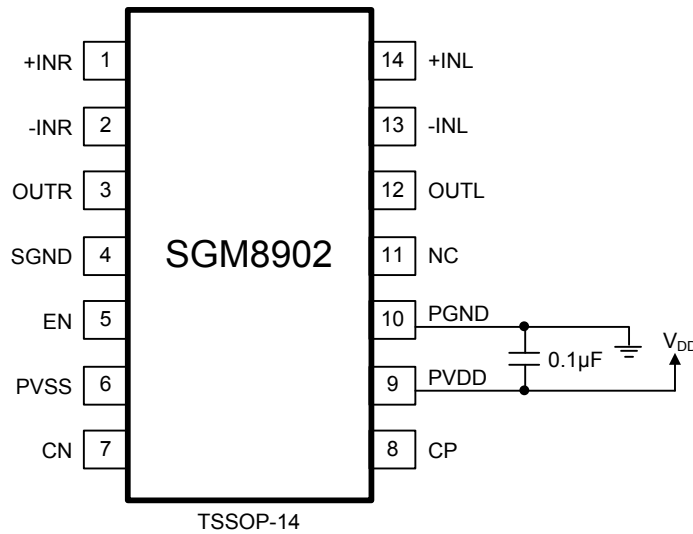 +INR 1 14 +INL
-INR 2 13 -INL
OUTR 3 12 OUTL
SGND 4 SGM8902 11 NC
EN 5 10 PGND
0.1µF VDD
PVSS 6 9 PVDD
CN 7 8 CP
TSSOP-14